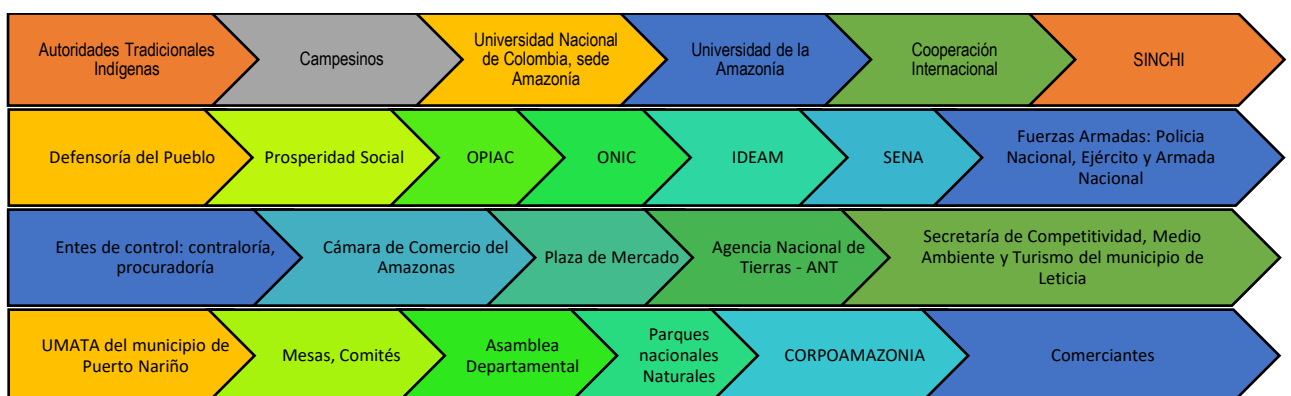 Autoridades Tradicionales
Indígenas
Campesinos
Universidad Nacional
de Colombia, sede
Amazonía
Universidad de la
Amazonía
Cooperación
Internacional
SINCHI
Defensoría del Pueblo
Prosperidad Social
OPIAC
ONIC
IDEAM
SENA
Fuerzas Armadas: Policia
Nacional, Ejército y Armada
Nacional
Entes de control: contraloría,
procuradoría
Cámara de Comercio del
Amazonas
Plaza de Mercado
Agencia Nacional de
Tierras - ANT
Secretaría de Competitividad, Medio
Ambiente y Turismo del municipio de
Leticia
UMATA del municipio de
Puerto Nariño
Mesas, Comités
Asamblea
Departamental
Parques
nacionales
Naturales
CORPOAMAZONIA
Comerciantes